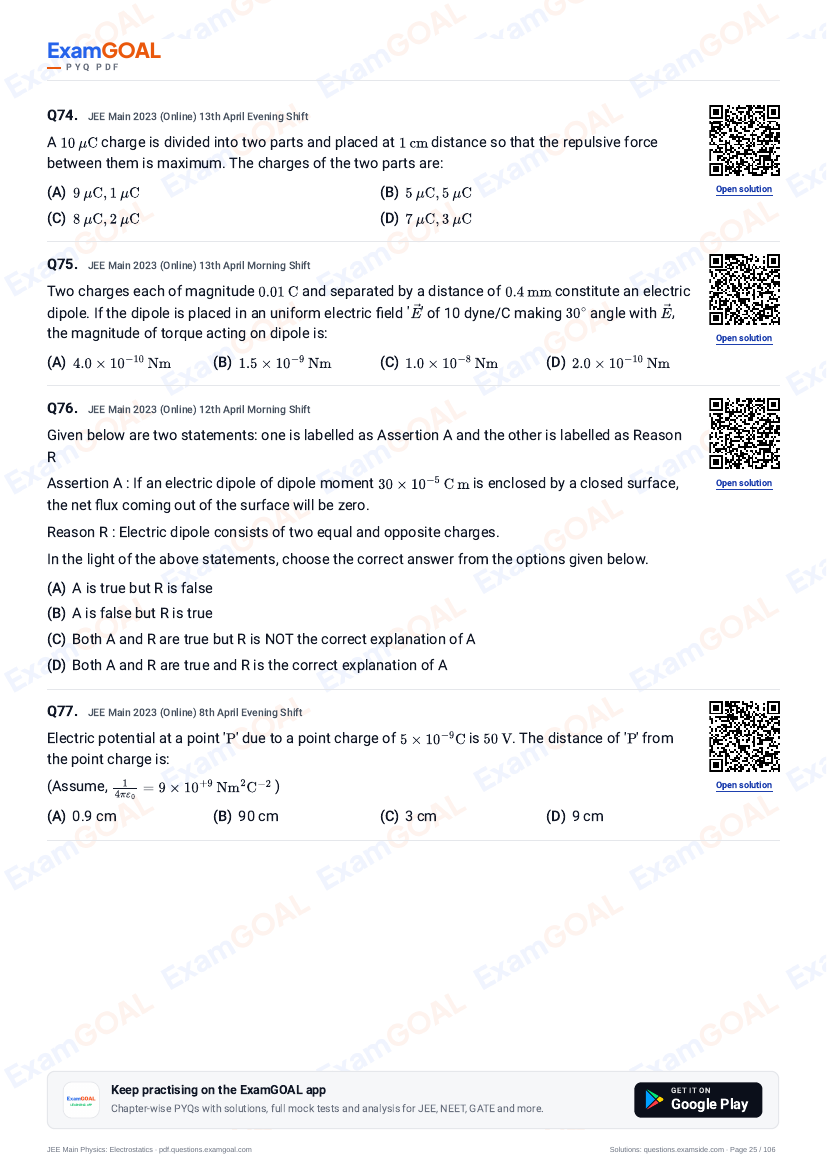 ExamGOAL
PYQ PDF
Q74. JEE Main 2023 (Online) 13th April Evening Shift
A 10 μC charge is divided into two parts and placed at 1 cm distance so that the repulsive force
between them is maximum. The charges of the two parts are:
(A) 9 μC, 1 μC (B) 5 μC, 5 μC
(C) 8 μC, 2 μC (D) 7 μC, 3 μC
Open solution
Q75. JEE Main 2023 (Online) 13th April Morning Shift
Two charges each of magnitude 0.01 C and separated by a distance of 0.4 mm constitute an electric
dipole. If the dipole is placed in an uniform electric field '$\vec{E}$' of 10 dyne/C making 30° angle with $\vec{E}$,
the magnitude of torque acting on dipole is:
(A) 4.0 × 10⁻¹⁰ Nm (B) 1.5 × 10⁻⁹ Nm (C) 1.0 × 10⁻⁸ Nm (D) 2.0 × 10⁻¹⁰ Nm
Open solution
Q76. JEE Main 2023 (Online) 12th April Morning Shift
Given below are two statements: one is labelled as Assertion A and the other is labelled as Reason
R
Assertion A : If an electric dipole of dipole moment 30 × 10⁻⁵ C m is enclosed by a closed surface,
the net flux coming out of the surface will be zero.
Reason R : Electric dipole consists of two equal and opposite charges.
In the light of the above statements, choose the correct answer from the options given below.
(A) A is true but R is false
(B) A is false but R is true
(C) Both A and R are true but R is NOT the correct explanation of A
(D) Both A and R are true and R is the correct explanation of A
Open solution
Q77. JEE Main 2023 (Online) 8th April Evening Shift
Electric potential at a point 'P' due to a point charge of 5 × 10⁻⁹C is 50 V. The distance of 'P' from
the point charge is:
(Assume, $\frac{1}{4\pi\varepsilon_0}$ = 9 × 10⁺⁹ Nm²C⁻² )
(A) 0.9 cm (B) 90 cm (C) 3 cm (D) 9 cm
Open solution
ExamGOAL
Keep practising on the ExamGOAL app
Chapter-wise PYQs with solutions, full mock tests and analysis for JEE, NEET, GATE and more.
GET IT ON
Google Play
JEE Main Physics: Electrostatics · pdf.questions.examgoal.com
Solutions: questions.examside.com · Page 25 / 106